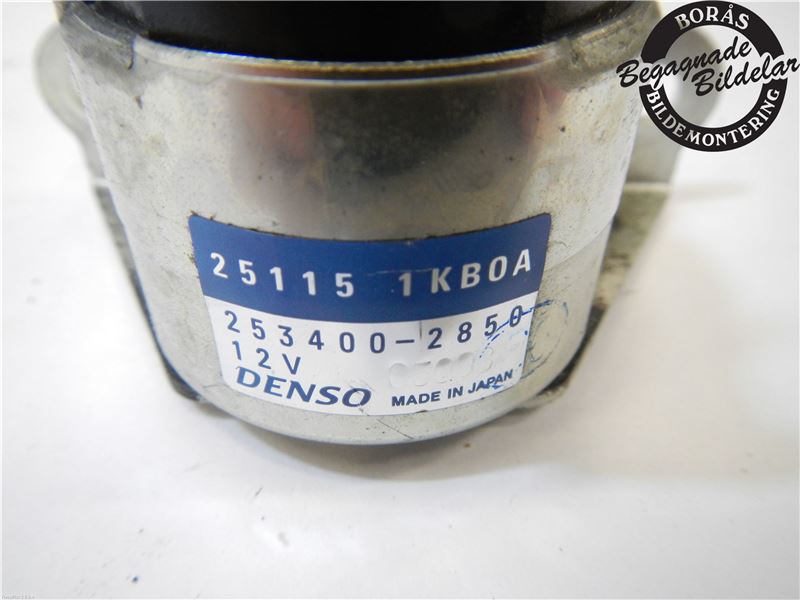 BORÅS
Begagnade
Bildelar
BILDEMONTERING
25115 1KB0A
253400-2850
12V
DENSO MADE IN JAPAN